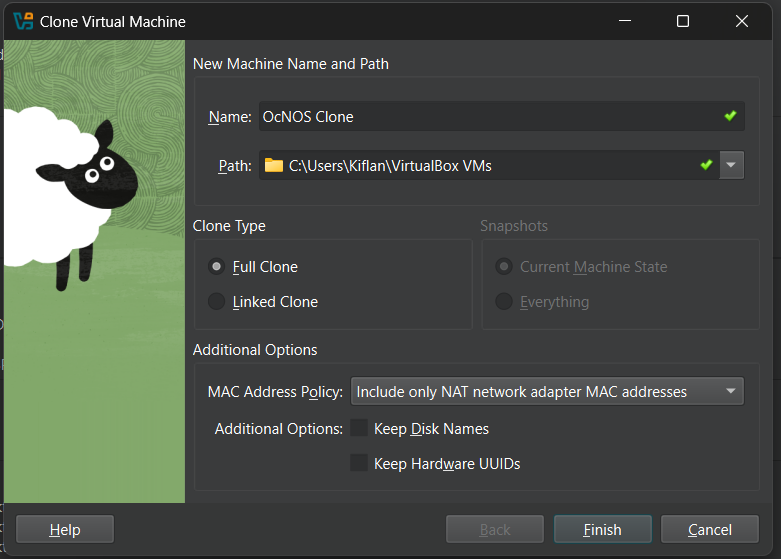 Clone Virtual Machine
New Machine Name and Path
Name: OcNOS Clone
Path: C:\Users\Kiflan\VirtualBox VMs
Clone Type
Full Clone
Linked Clone
Snapshots
Current Machine State
Everything
Additional Options
MAC Address Policy: Include only NAT network adapter MAC addresses
Additional Options: Keep Disk Names
Keep Hardware UUIDs
Help Back Finish Cancel